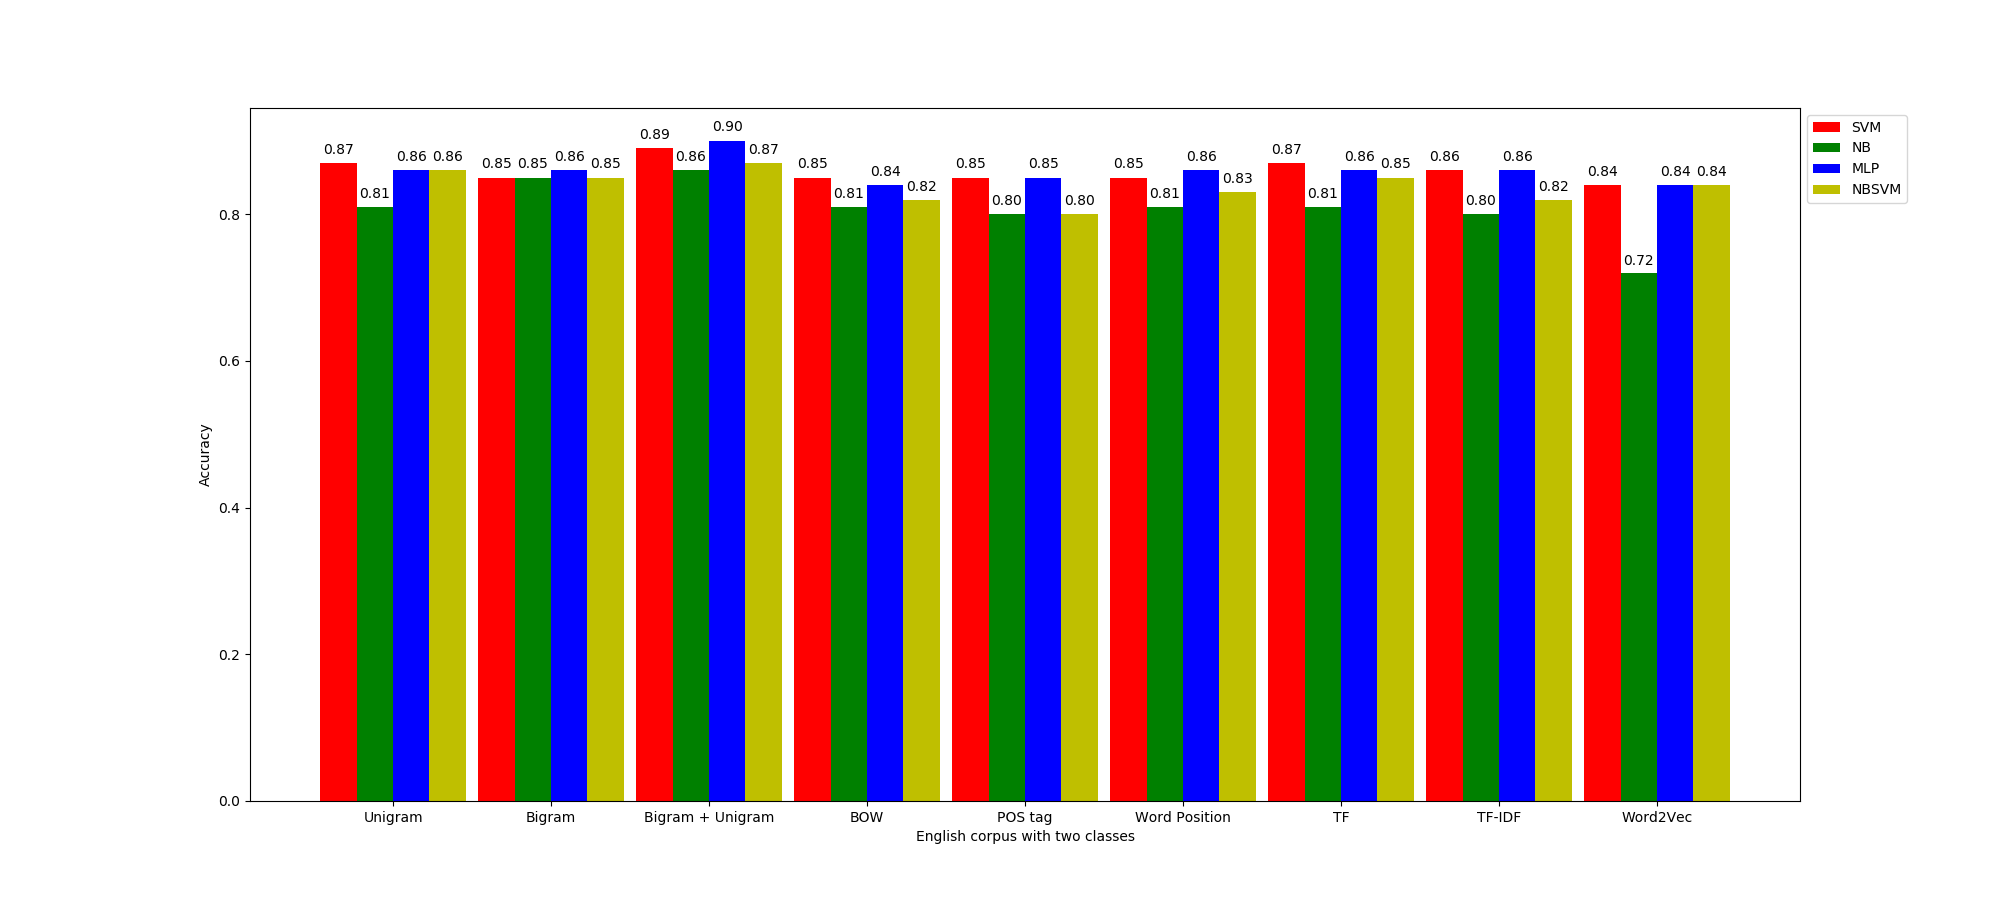 0.90
0.89
0.87 0.86 0.86 0.86 0.86 0.87 0.86 0.87 0.86 0.86 0.86
0.85 0.85 0.85 0.85 0.84 0.85 0.85 0.85 0.85 0.84 0.84 0.84
0.81 0.81 0.82 0.80 0.80 0.81 0.83 0.81 0.80 0.82
0.72
SVM
NB
MLP
NBSVM
0.8
0.6
0.4
0.2
0.0
Accuracy
Unigram Bigram Bigram + Unigram BOW POS tag Word Position TF TF-IDF Word2Vec
English corpus with two classes